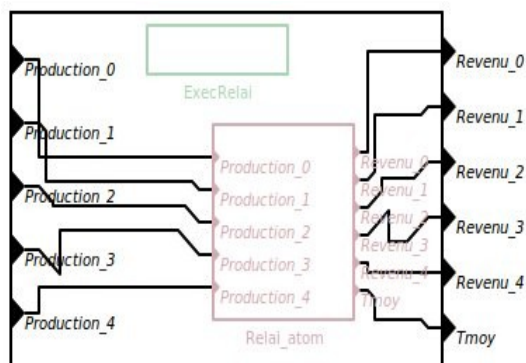 Production_0
Production_1
Production_2
Production_3
Production_4
ExecRelai
Production_0
Production_1
Production_2
Production_3
Production_4
Revenu_0
Revenu_1
Revenu_2
Revenu_3
Revenu_4
Tmoy
Relai_atom
Revenu_0
Revenu_1
Revenu_2
Revenu_3
Revenu_4
Tmoy